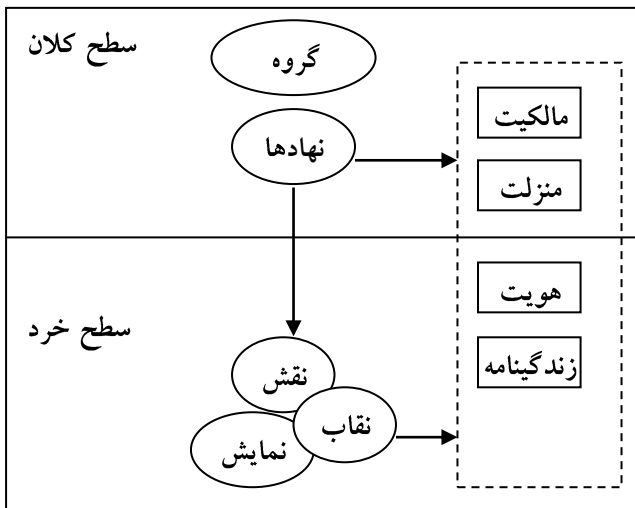 سطح کلان
گروه
نهادها
مالکیت
منزلت
سطح خرد
هویت
زندگینامه
نقش
نقاب
نمایش